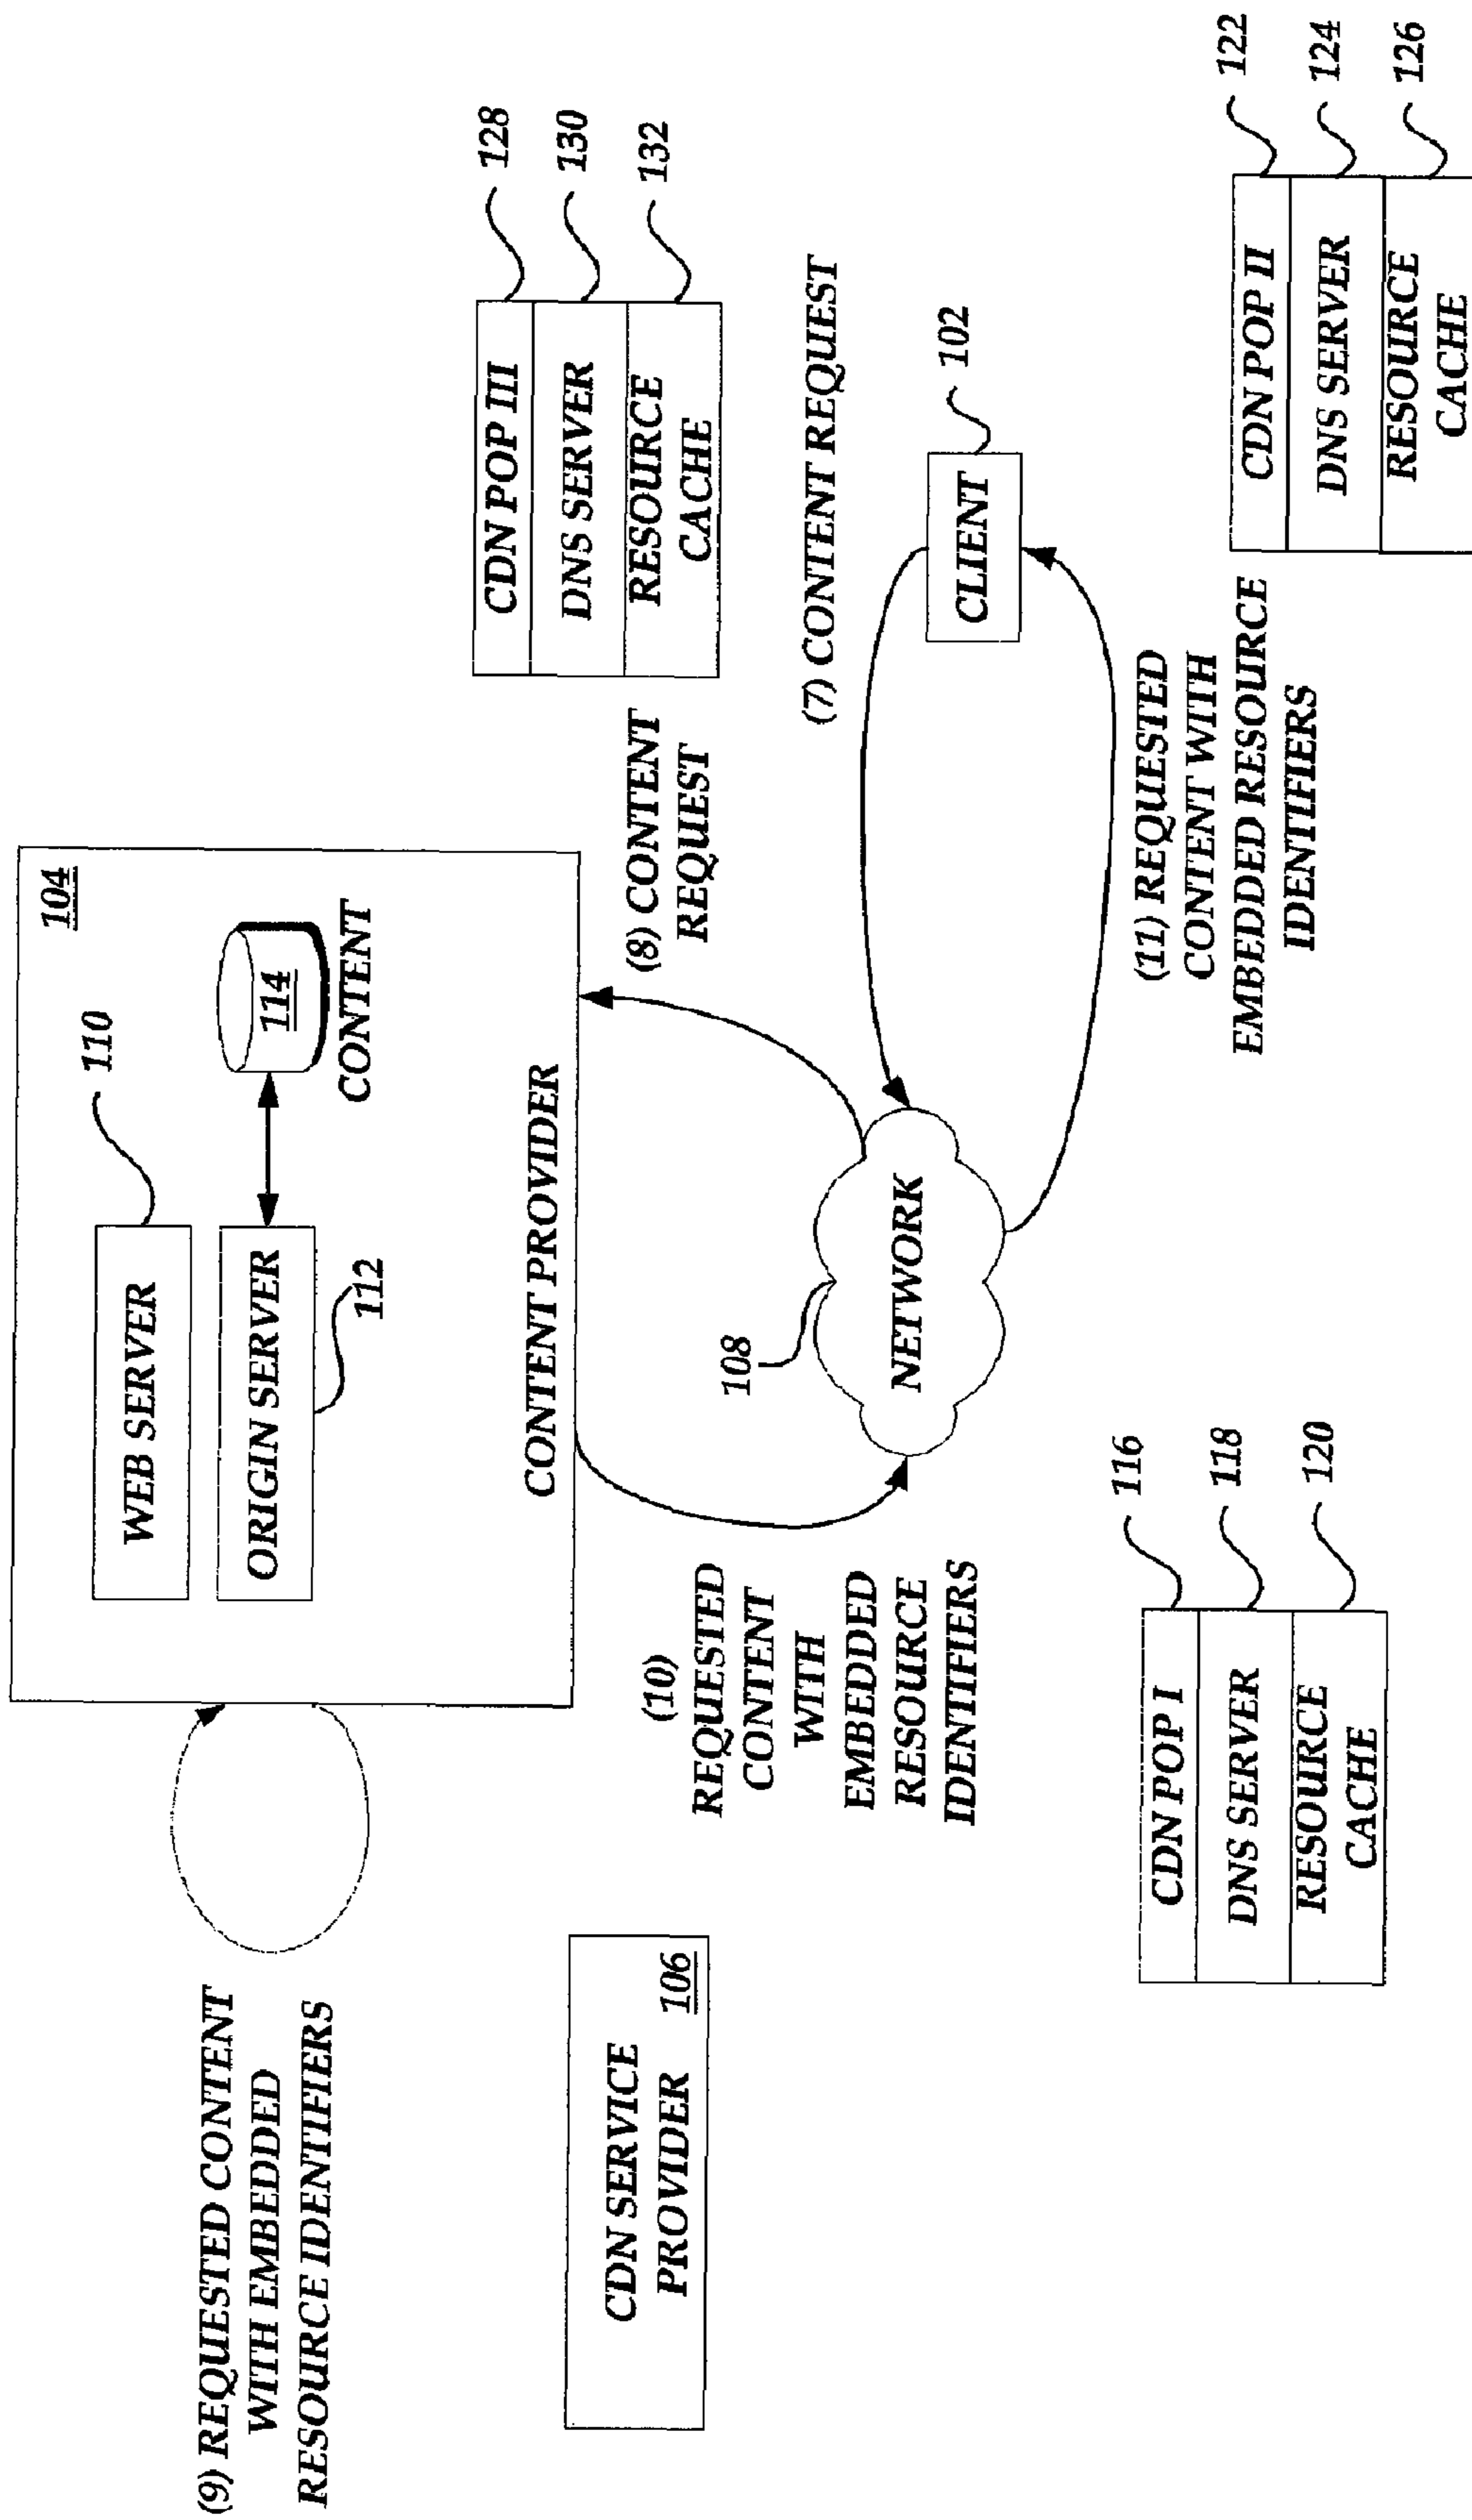 (9) REQUESTED CONTENT
WITH EMBEDDED
RESOURCE IDENTIFIERS
104
WEB SERVER
110
ORIGIN SERVER
112
114
CONTENT
CONTENT PROVIDER
CDN SERVICE
PROVIDER
106
(10)
REQUESTED
CONTENT
WITH
EMBEDDED
RESOURCE
IDENTIFIERS
(8) CONTENT
REQUEST
CDN POP III
DNS SERVER
RESOURCE
CACHE
128
130
132
108
NETWORK
(7) CONTENT REQUEST
CLIENT
102
(11) REQUESTED
CONTENT WITH
EMBEDDED RESOURCE
IDENTIFIERS
CDN POP I
DNS SERVER
RESOURCE
CACHE
116
118
120
CDN POP II
DNS SERVER
RESOURCE
CACHE
122
124
126